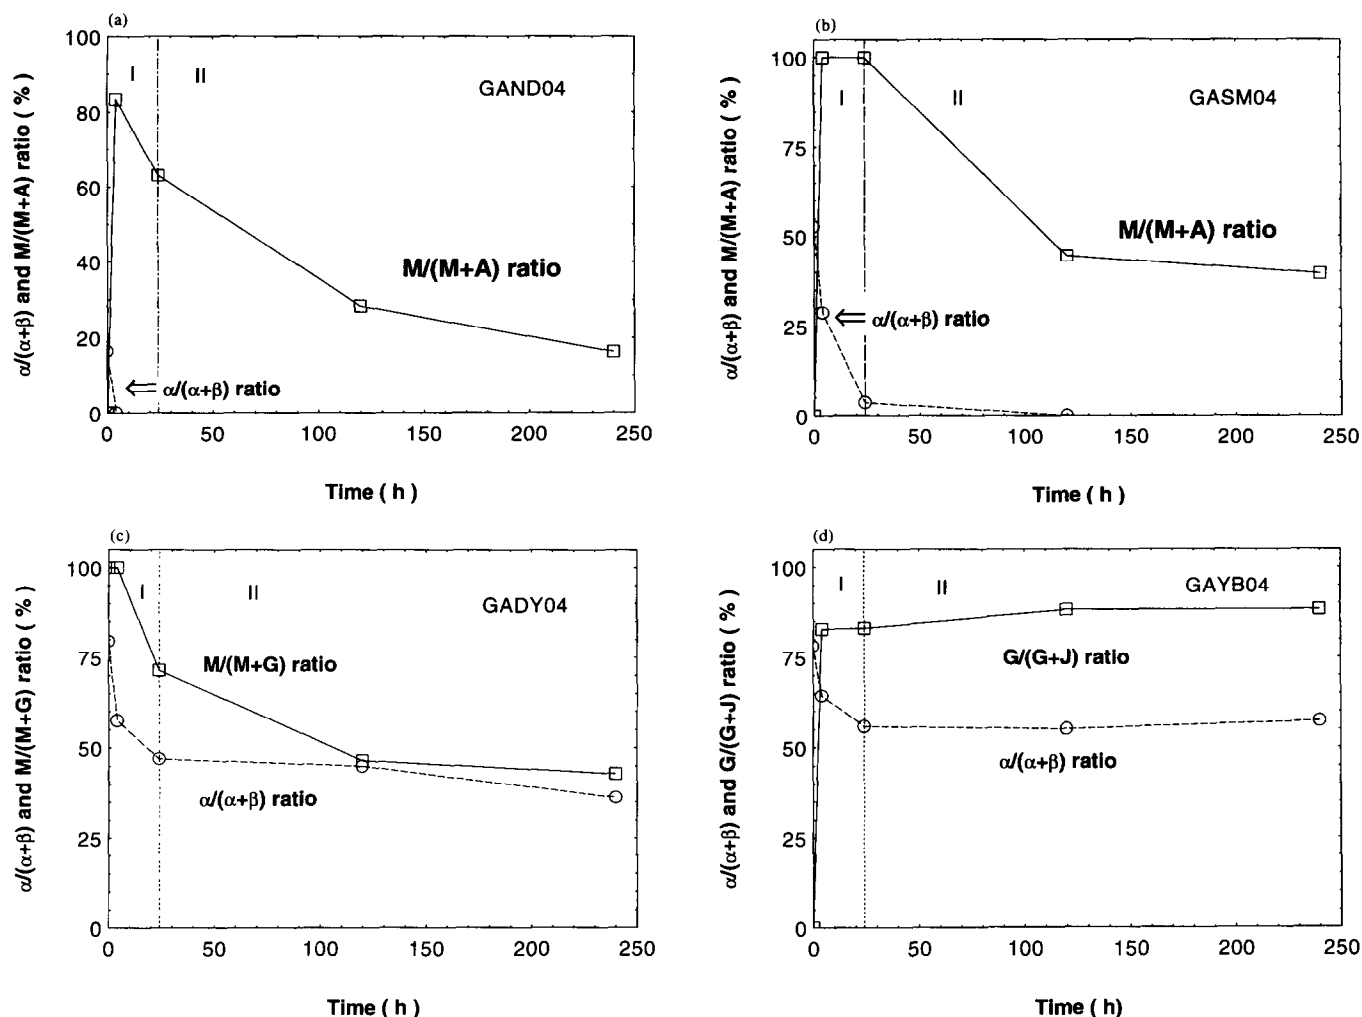 (a)
α/(α+β) and M/(M+A) ratio ( % )
100
80
60
40
20
0
I
II
GAND04
M/(M+A) ratio
⇐ α/(α+β) ratio
0
50
100
150
200
250
Time ( h )
(b)
α/(α+β) and M/(M+A) ratio ( % )
100
75
50
25
0
I
II
GASM04
M/(M+A) ratio
⇐ α/(α+β) ratio
0
50
100
150
200
250
Time ( h )
(c)
α/(α+β) and M/(M+G) ratio ( % )
100
75
50
25
0
I
II
GADY04
M/(M+G) ratio
α/(α+β) ratio
0
50
100
150
200
250
Time ( h )
(d)
α/(α+β) and G/(G+J) ratio ( % )
100
75
50
25
0
I
II
GAYB04
G/(G+J) ratio
α/(α+β) ratio
0
50
100
150
200
250
Time ( h)